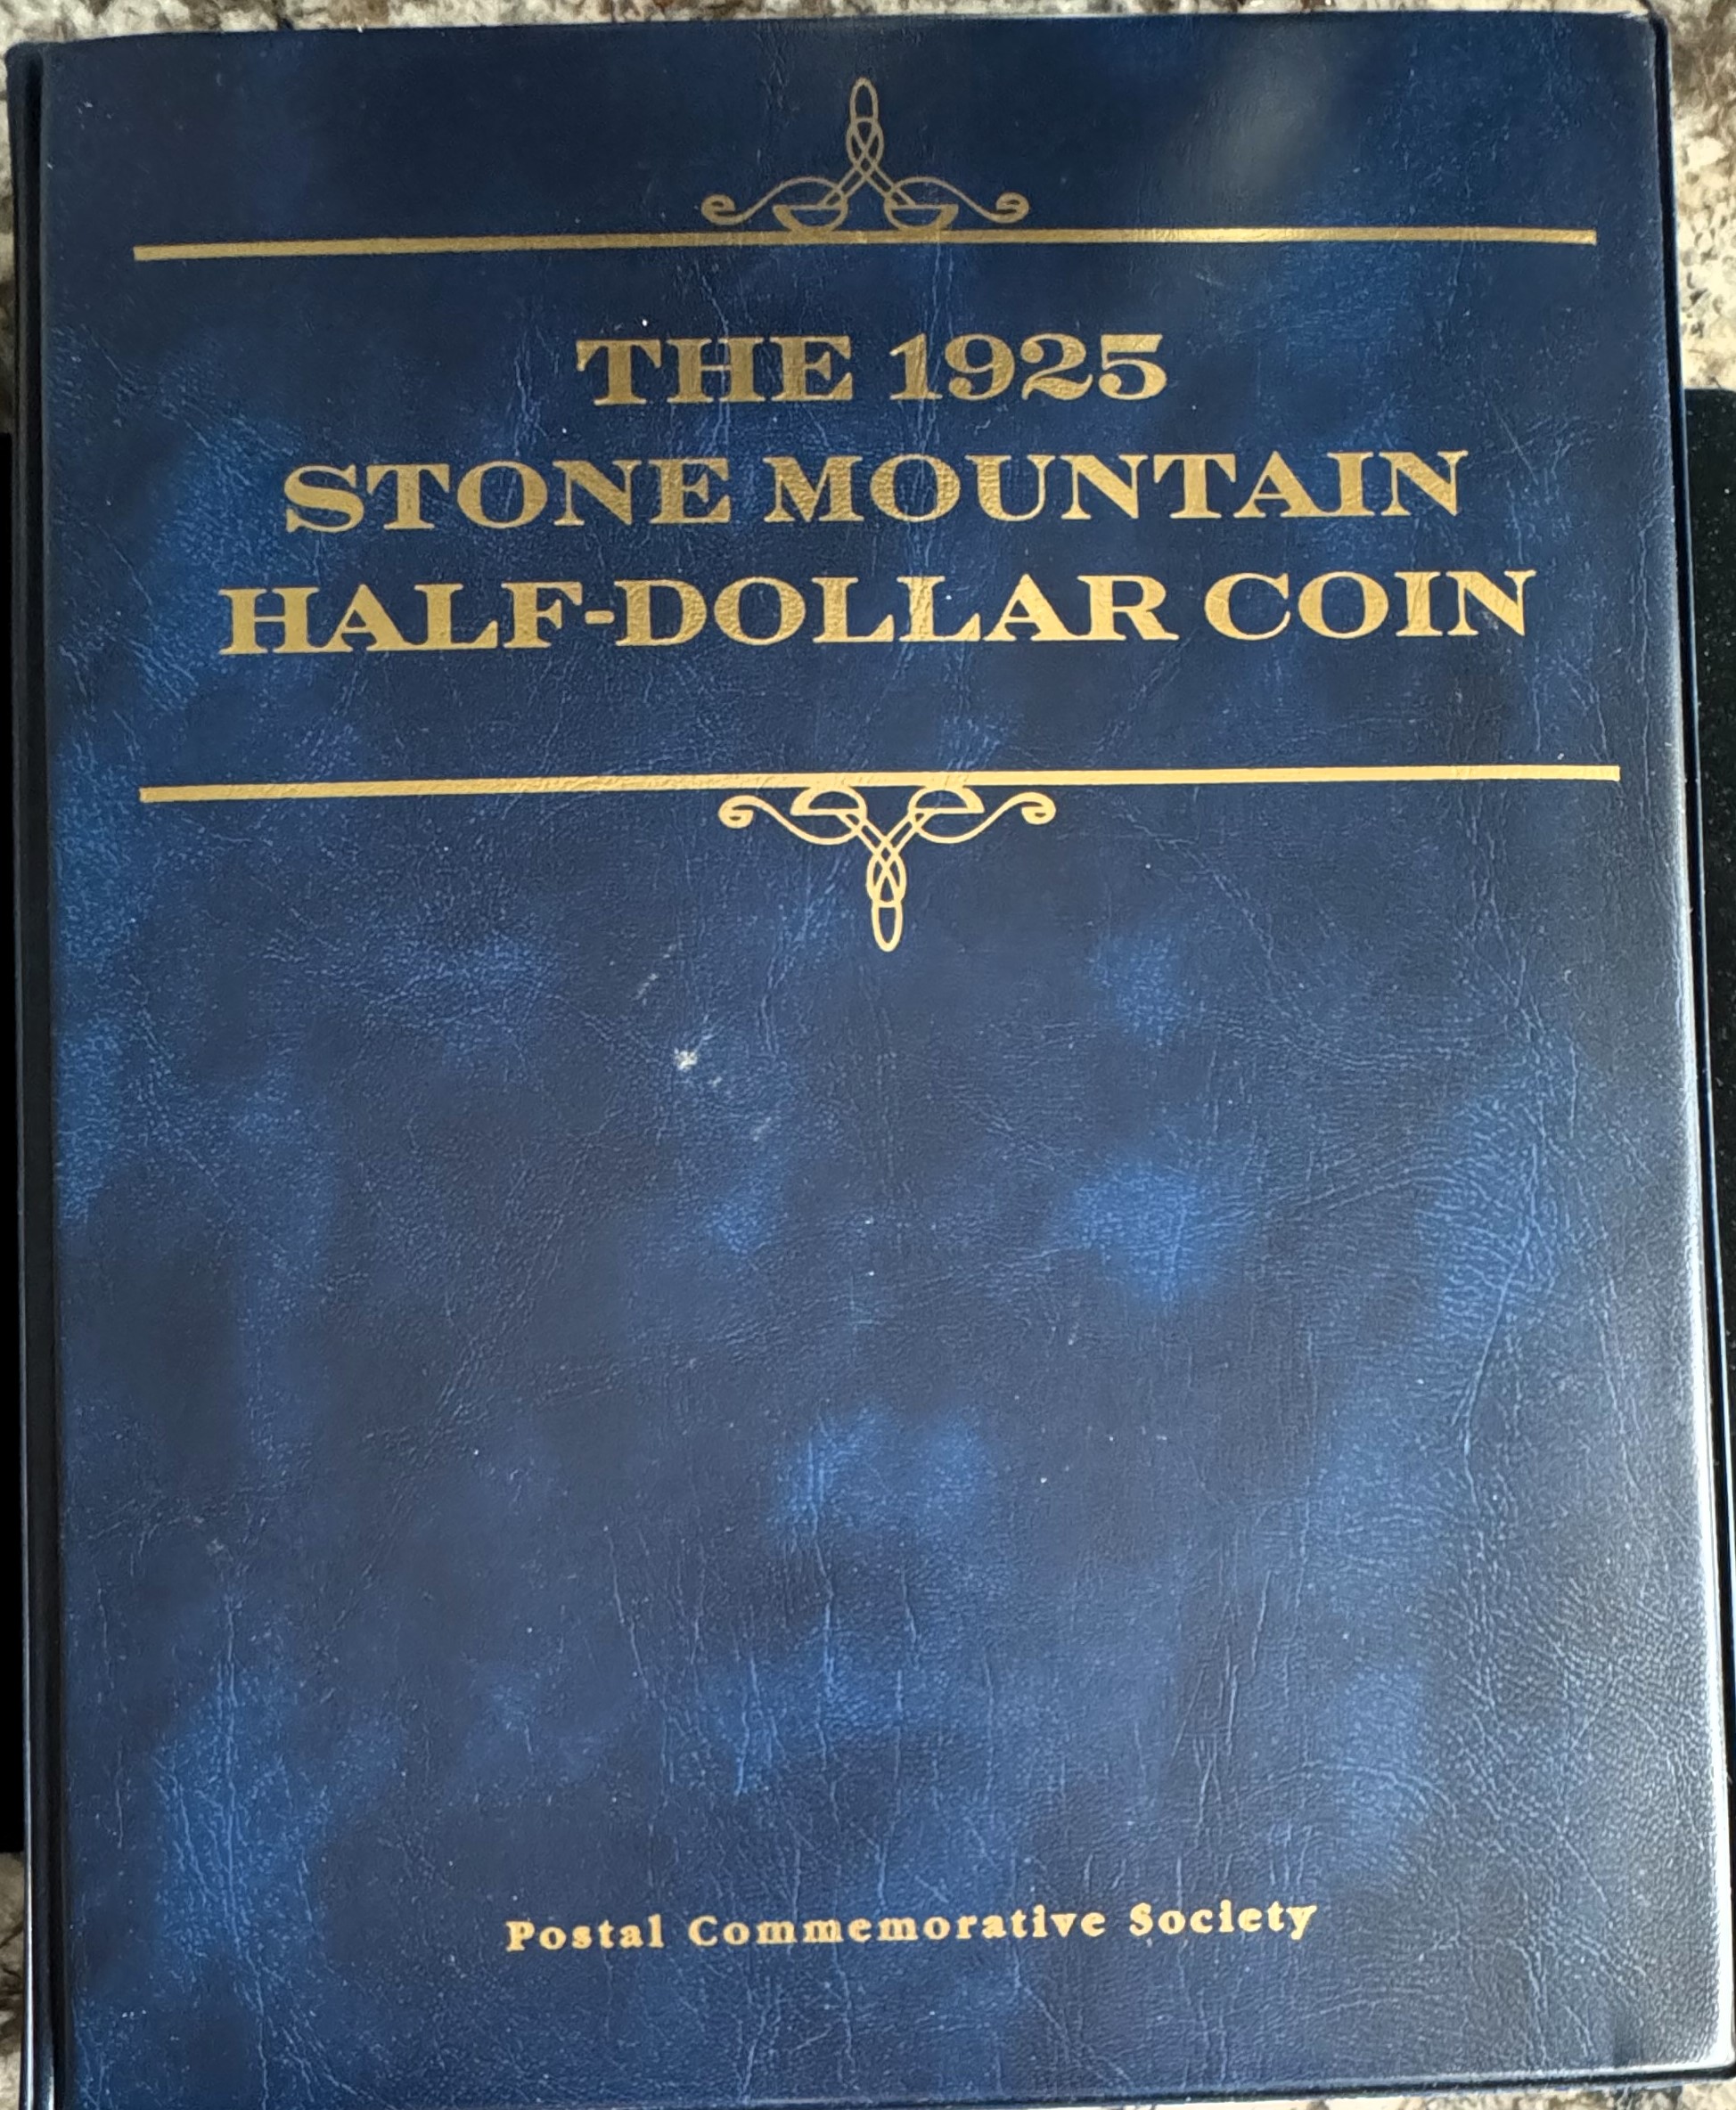 THE 1925
STONE MOUNTAIN
HALF-DOLLAR COIN
Postal Commemorative Society